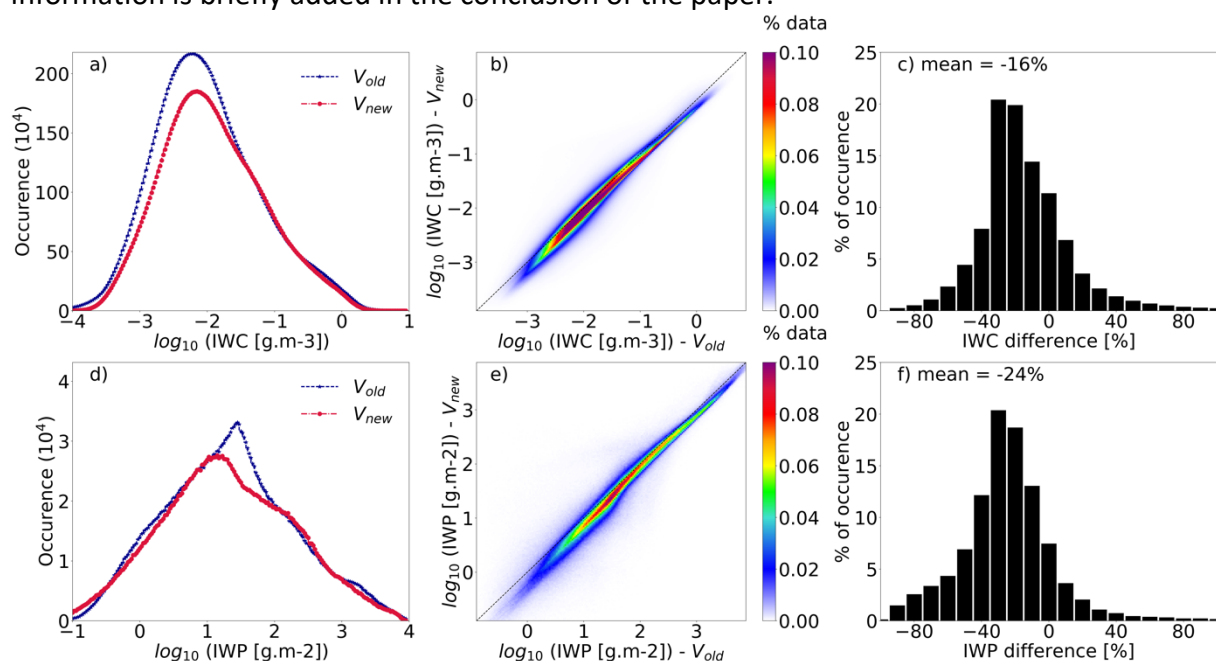 information is briefly added in the conclusion of the paper.
% data
a)
V_old
V_new
200
150
100
50
0
Occurence (10^4)
−4 −3 −2 −1 0 1
log_10 (IWC [g.m-3])
b)
0
−1
−2
−3
log_10 (IWC [g.m-3]) - V_new
−3 −2 −1 0
log_10 (IWC [g.m-3]) - V_old
0.10
0.08
0.06
0.04
0.02
0.00
c) mean = -16%
25
20
15
10
5
0
% of occurence
−80 −40 0 40 80
IWC difference [%]
% data
d)
V_old
V_new
4
3
2
1
0
Occurence (10^4)
−1 0 1 2 3 4
log_10 (IWP [g.m-2])
e)
3
2
1
0
log_10 (IWP [g.m-2]) - V_new
0 1 2 3
log_10 (IWP [g.m-2]) - V_old
0.10
0.08
0.06
0.04
0.02
0.00
f) mean = -24%
25
20
15
10
5
0
% of occurence
−80 −40 0 40 80
IWP difference [%]